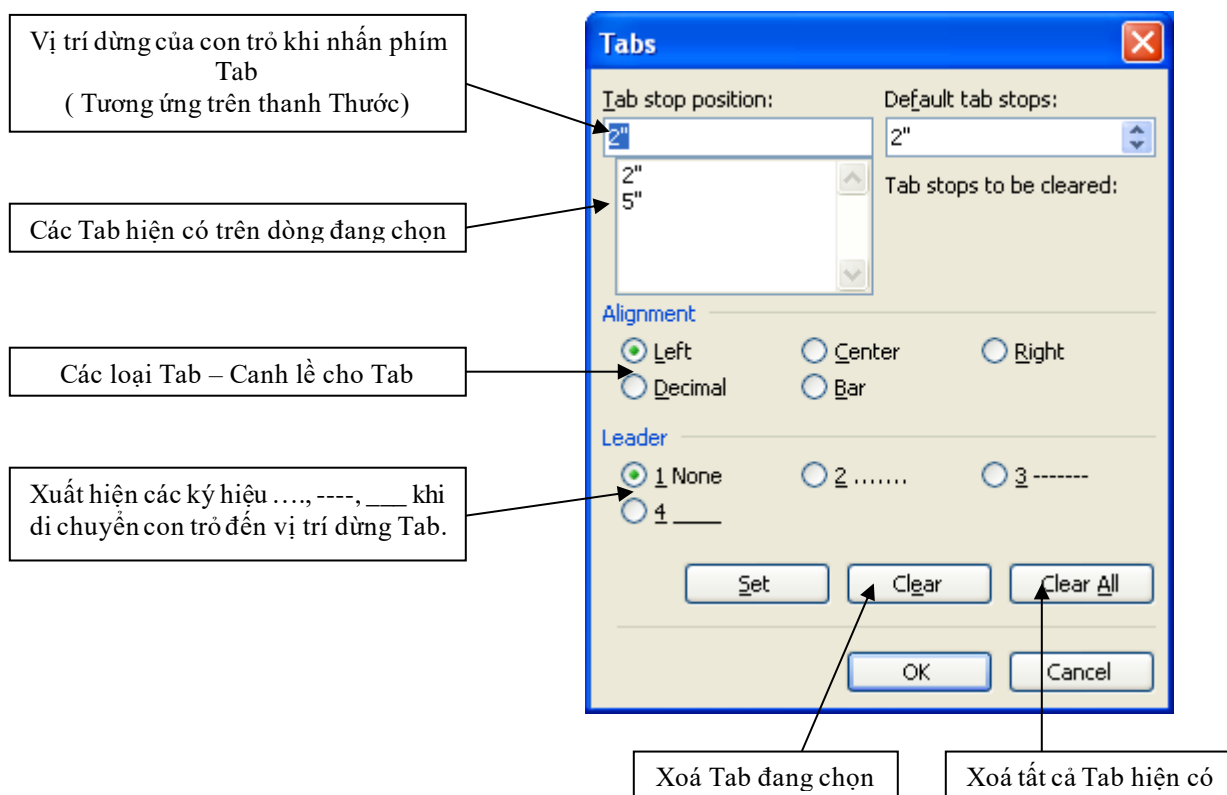 Vị trí dừng của con trỏ khi nhấn phím
Tab
( Tương ứng trên thanh Thước)
Các Tab hiện có trên dòng đang chọn
Các loại Tab – Canh lề cho Tab
Xuất hiện các ký hiệu …., ----, ___ khi
di chuyển con trỏ đến vị trí dừng Tab.
Tabs
Tab stop position:
Default tab stops:
2"
2"
2"
5"
Tab stops to be cleared:
Alignment
Left Center Right
Decimal Bar
Leader
1 None 2 ....... 3 -------
4 ____
Set Clear Clear All
OK Cancel
Xoá Tab đang chọn
Xoá tất cả Tab hiện có